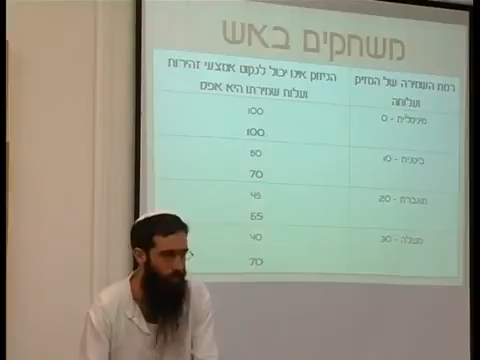 משחקים באש
רמת השמירה של המזיק ועלותה
הניזק אינו יכול לנקוט אמצעי זהירות
ועלות שמירתו היא אפס
מינימלית - 0
100
100
בינונית - 10
60
70
מוגברת - 20
45
65
מעולה - 30
40
70